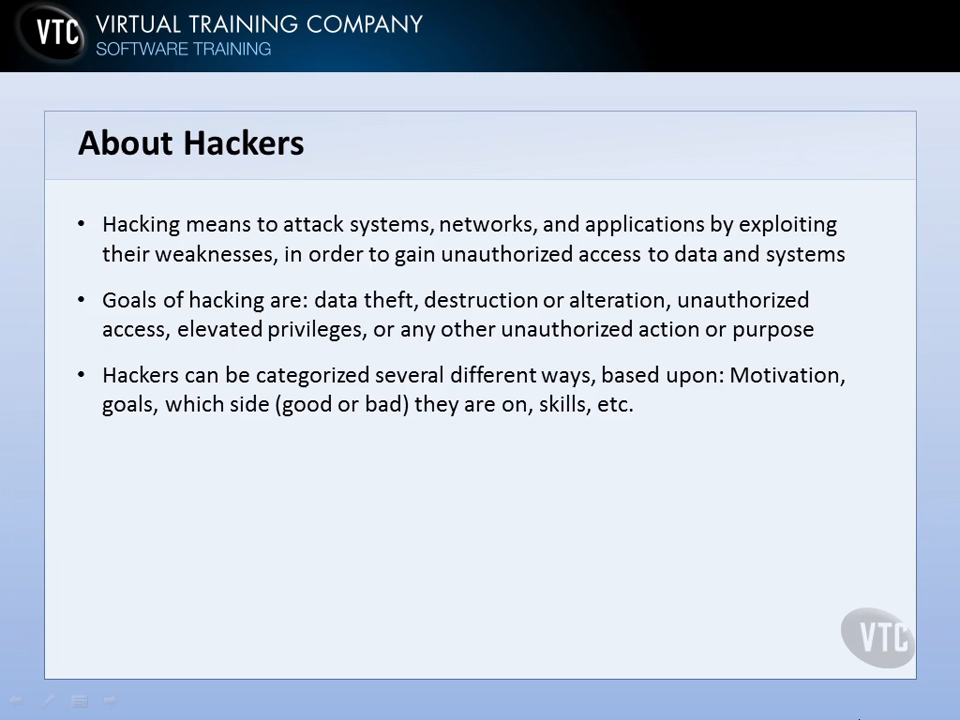 VTC VIRTUAL TRAINING COMPANY
SOFTWARE TRAINING
About Hackers
• Hacking means to attack systems, networks, and applications by exploiting
their weaknesses, in order to gain unauthorized access to data and systems
• Goals of hacking are: data theft, destruction or alteration, unauthorized
access, elevated privileges, or any other unauthorized action or purpose
• Hackers can be categorized several different ways, based upon: Motivation,
goals, which side (good or bad) they are on, skills, etc.
VTC